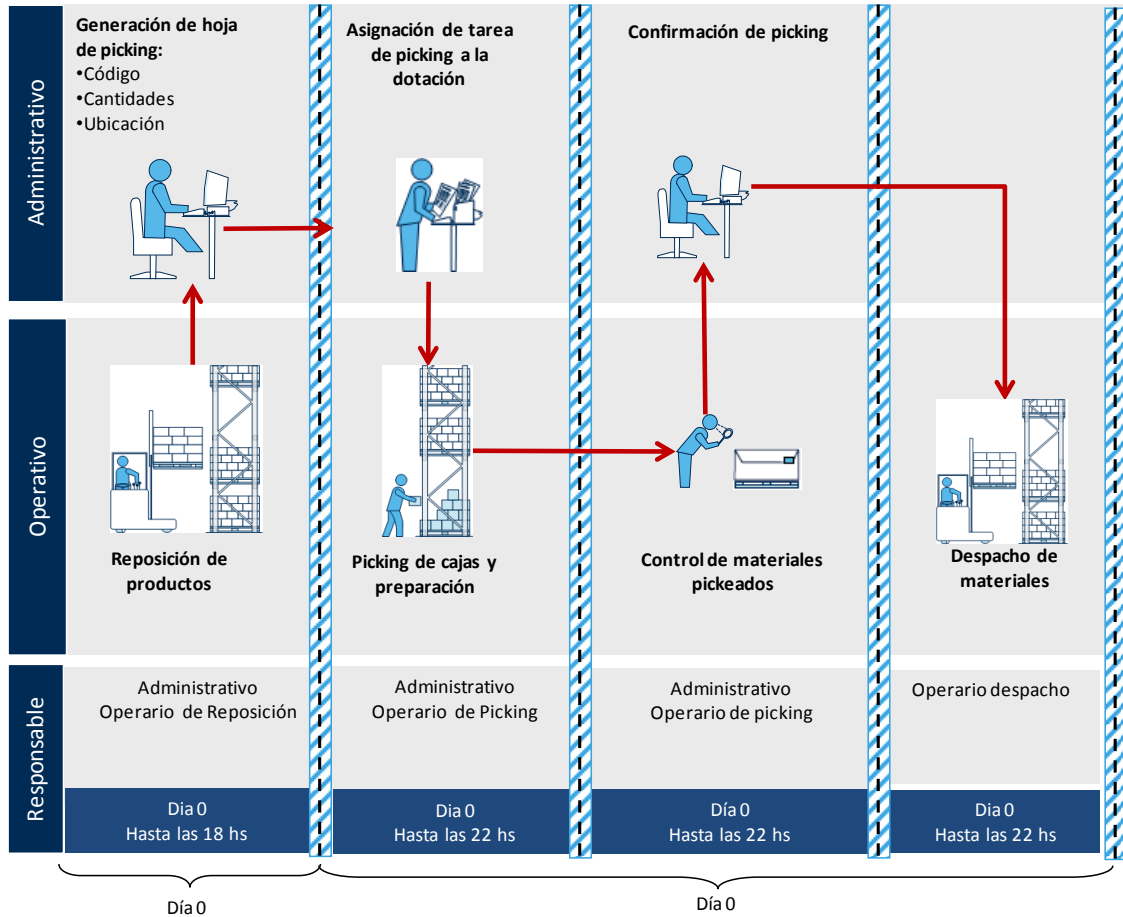 Administrativo
Generación de hoja
de picking:
•Código
•Cantidades
•Ubicación
Asignación de tarea
de picking a la
dotación
Confirmación de picking
Operativo
Reposición de
productos
Picking de cajas y
preparación
Control de materiales
pickeados
Despacho de
materiales
Responsable
Administrativo
Operario de Reposición
Administrativo
Operario de Picking
Administrativo
Operario de picking
Operario despacho
Dia 0
Hasta las 18 hs
Dia 0
Hasta las 22 hs
Día 0
Hasta las 22 hs
Dia 0
Hasta las 22 hs
Día 0
Día 0